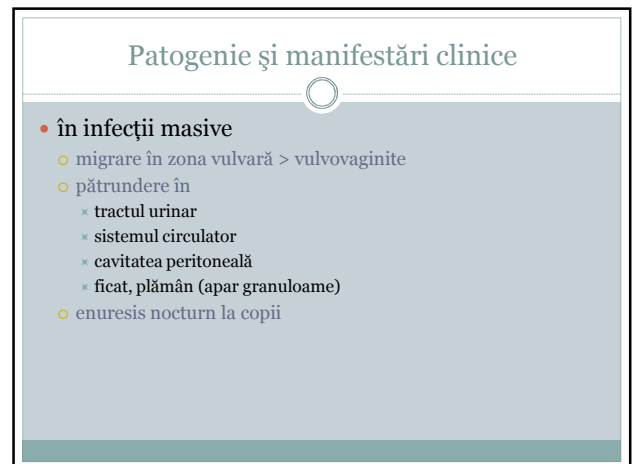 Patogenie şi manifestări clinice
în infecţii masive
migrare în zona vulvară > vulvovaginite
pătrundere în
tractul urinar
sistemul circulator
cavitatea peritoneală
ficat, plămân (apar granuloame)
enuresis nocturn la copii